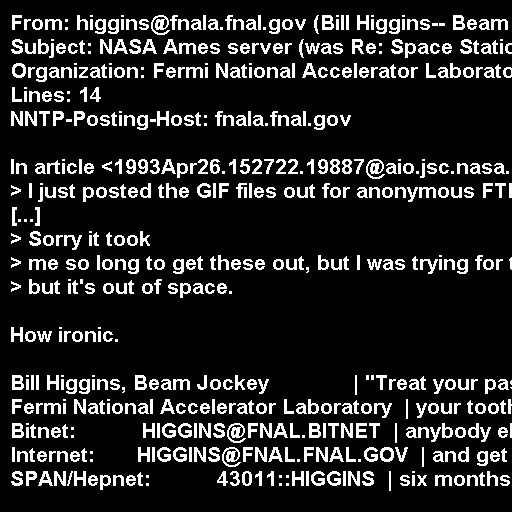 From: higgins@fnala.fnal.gov (Bill Higgins-- Beam
Subject: NASA Ames server (was Re: Space Static
Organization: Fermi National Accelerator Laborato
Lines: 14
NNTP-Posting-Host: fnala.fnal.gov

In article <1993Apr26.152722.19887@aio.jsc.nasa.
> I just posted the GIF files out for anonymous FTI
[...]
> Sorry it took
> me so long to get these out, but I was trying for t
> but it's out of space.

How ironic.

Bill Higgins, Beam Jockey | "Treat your pas
Fermi National Accelerator Laboratory | your tooth
Bitnet: HIGGINS@FNAL.BITNET | anybody el
Internet: HIGGINS@FNAL.FNAL.GOV | and get
SPAN/Hepnet: 43011::HIGGINS | six months